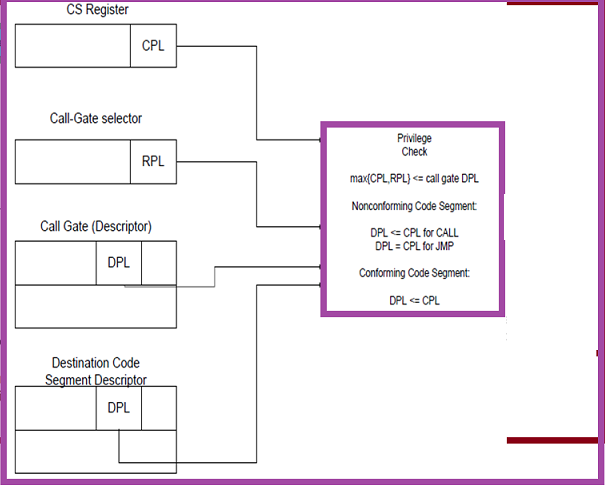 CS Register
CPL
Call-Gate selector
RPL
Call Gate (Descriptor)
DPL
Destination Code
Segment Descriptor
DPL
Privilege
Check
max{CPL,RPL} <= call gate DPL
Nonconforming Code Segment:
DPL <= CPL for CALL
DPL = CPL for JMP
Conforming Code Segment:
DPL <= CPL